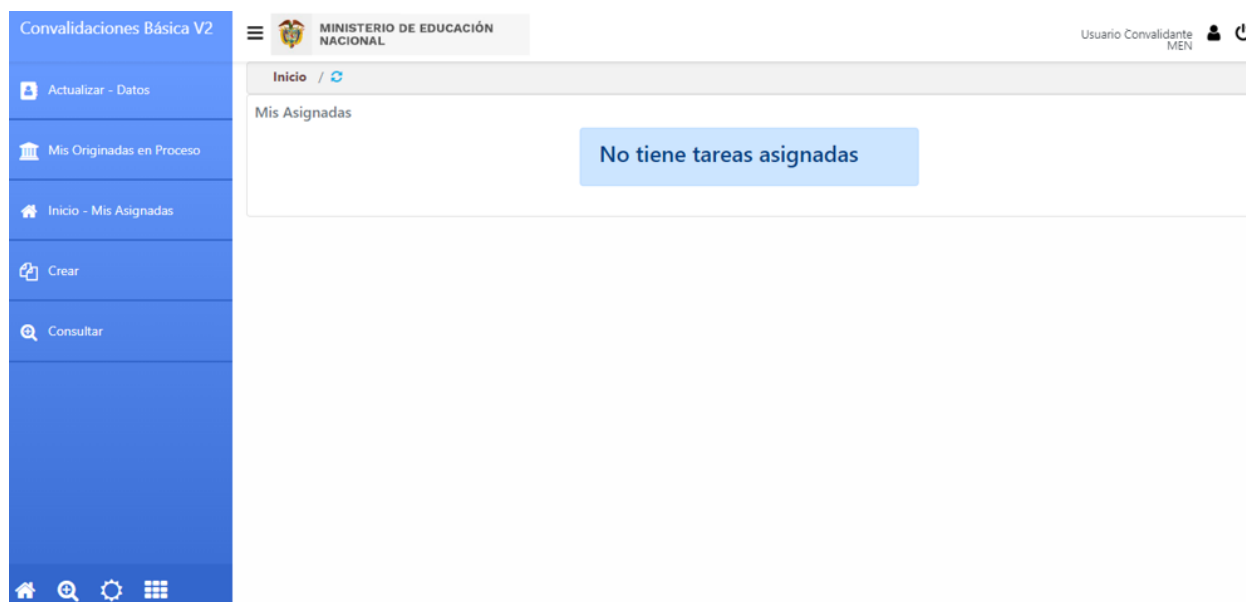 Convalidaciones Básica V2
Actualizar - Datos
Mis Originadas en Proceso
Inicio - Mis Asignadas
Crear
Consultar
MINISTERIO DE EDUCACIÓN
NACIONAL
Usuario Convalidante
MEN
Inicio /
Mis Asignadas
No tiene tareas asignadas